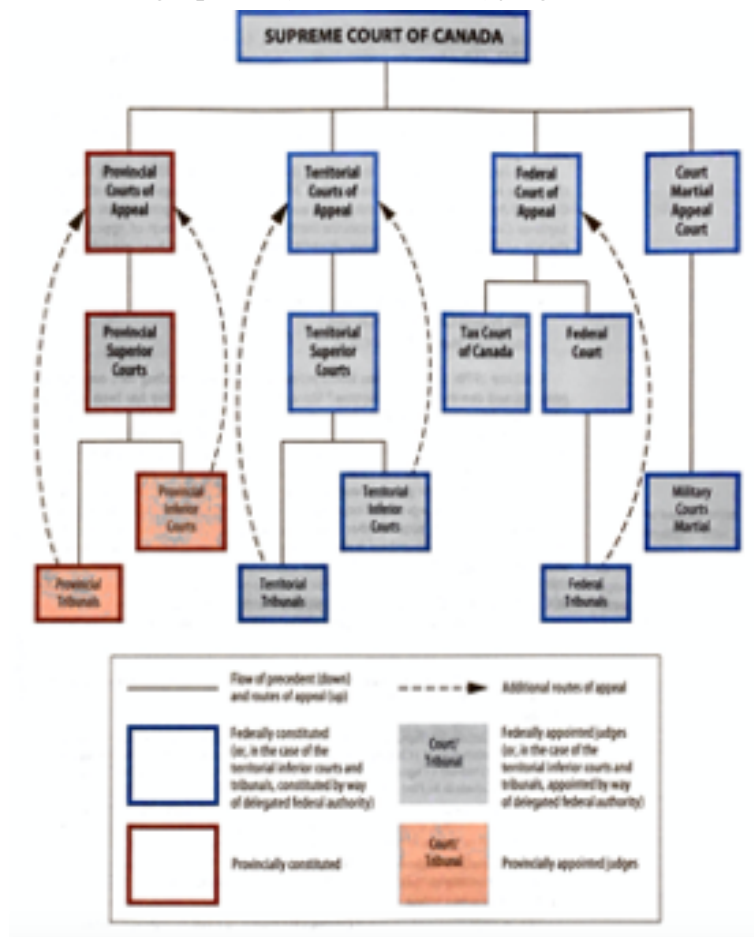 SUPREME COURT OF CANADA
Provincial
Courts of
Appeal
Territorial
Courts of
Appeal
Federal
Court of
Appeal
Court
Martial
Appeal
Court
Provincial
Superior
Courts
Territorial
Superior
Courts
Tax Court
of Canada
Federal
Court
Provincial
Inferior
Courts
Territorial
Inferior
Courts
Military
Courts
Martial
Provincial
Tribunals
Territorial
Tribunals
Federal
Tribunals
Flow of precedent (down)
and routes of appeal (up)
Additional routes of appeal
Federally constituted
(or, in the case of the
territorial inferior courts and
tribunals, constituted by way
of delegated federal authority)
Court/
Tribunal
Federally appointed judges
(or, in the case of the
territorial inferior courts and
tribunals, appointed by way
of delegated federal authority)
Provincially constituted
Court/
Tribunal
Provincially appointed judges